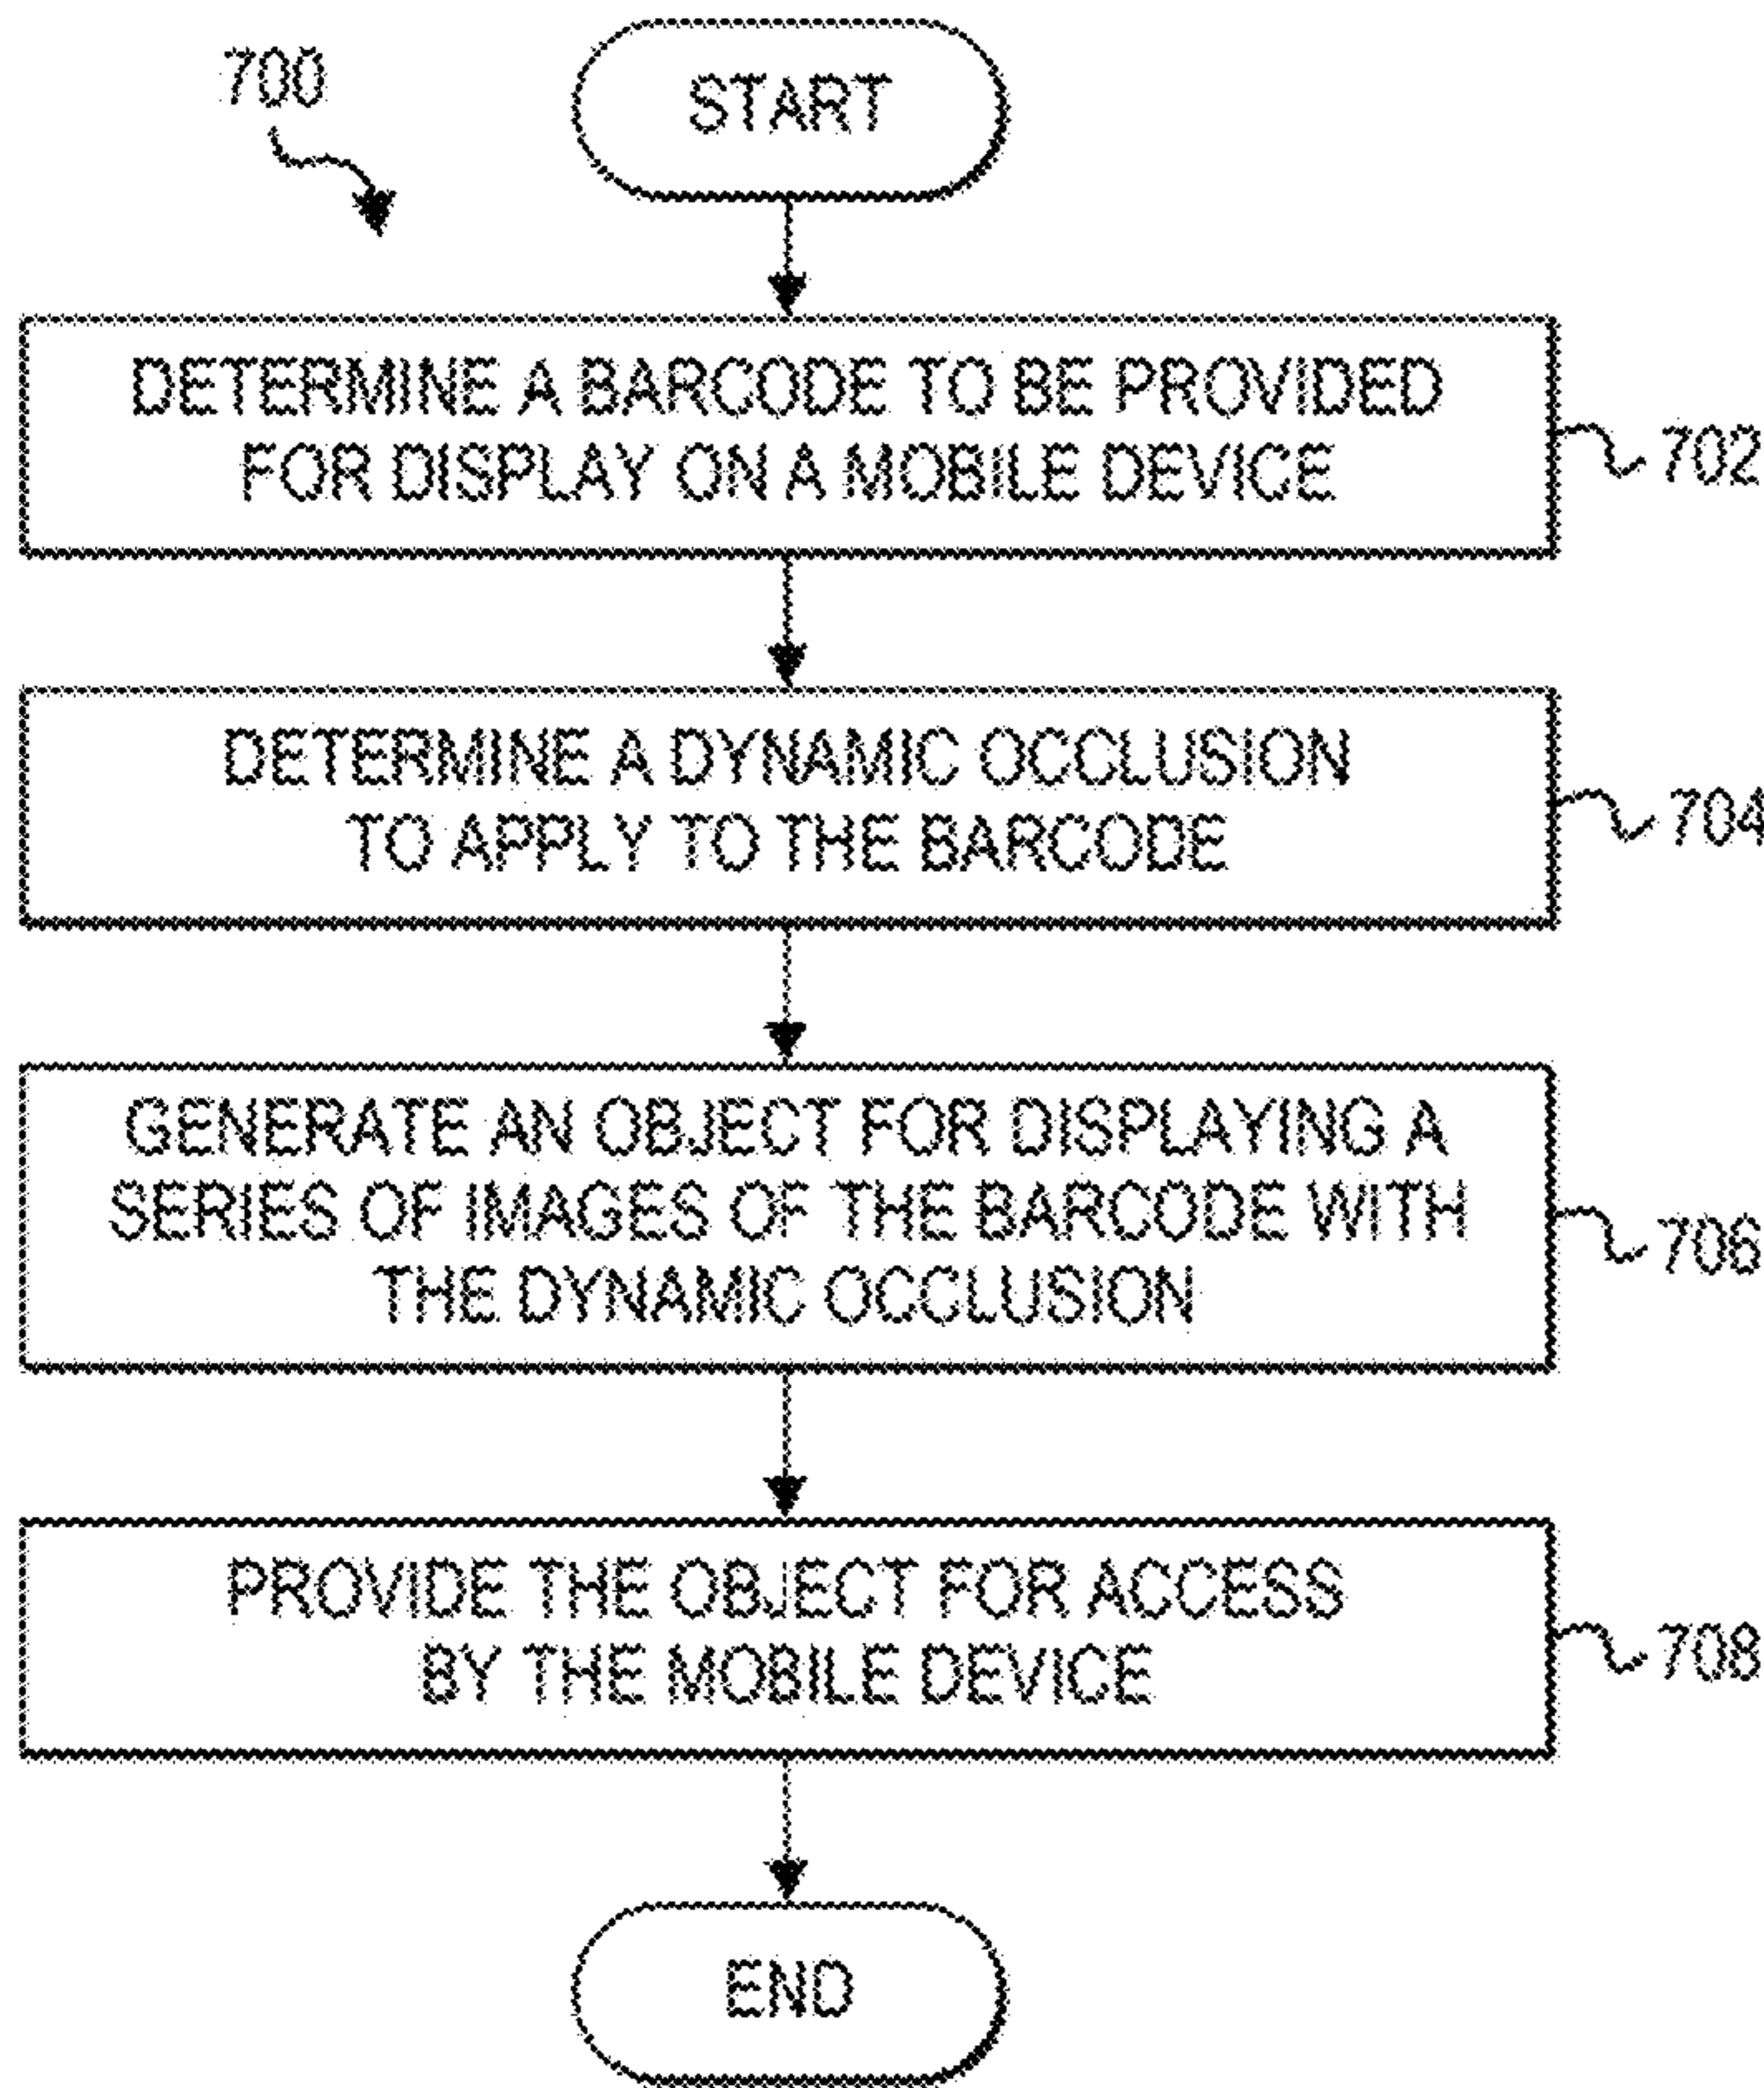 700
START
DETERMINE A BARCODE TO BE PROVIDED
FOR DISPLAY ON A MOBILE DEVICE
702
DETERMINE A DYNAMIC OCCLUSION
TO APPLY TO THE BARCODE
704
GENERATE AN OBJECT FOR DISPLAYING A
SERIES OF IMAGES OF THE BARCODE WITH
THE DYNAMIC OCCLUSION
706
PROVIDE THE OBJECT FOR ACCESS
BY THE MOBILE DEVICE
708
END